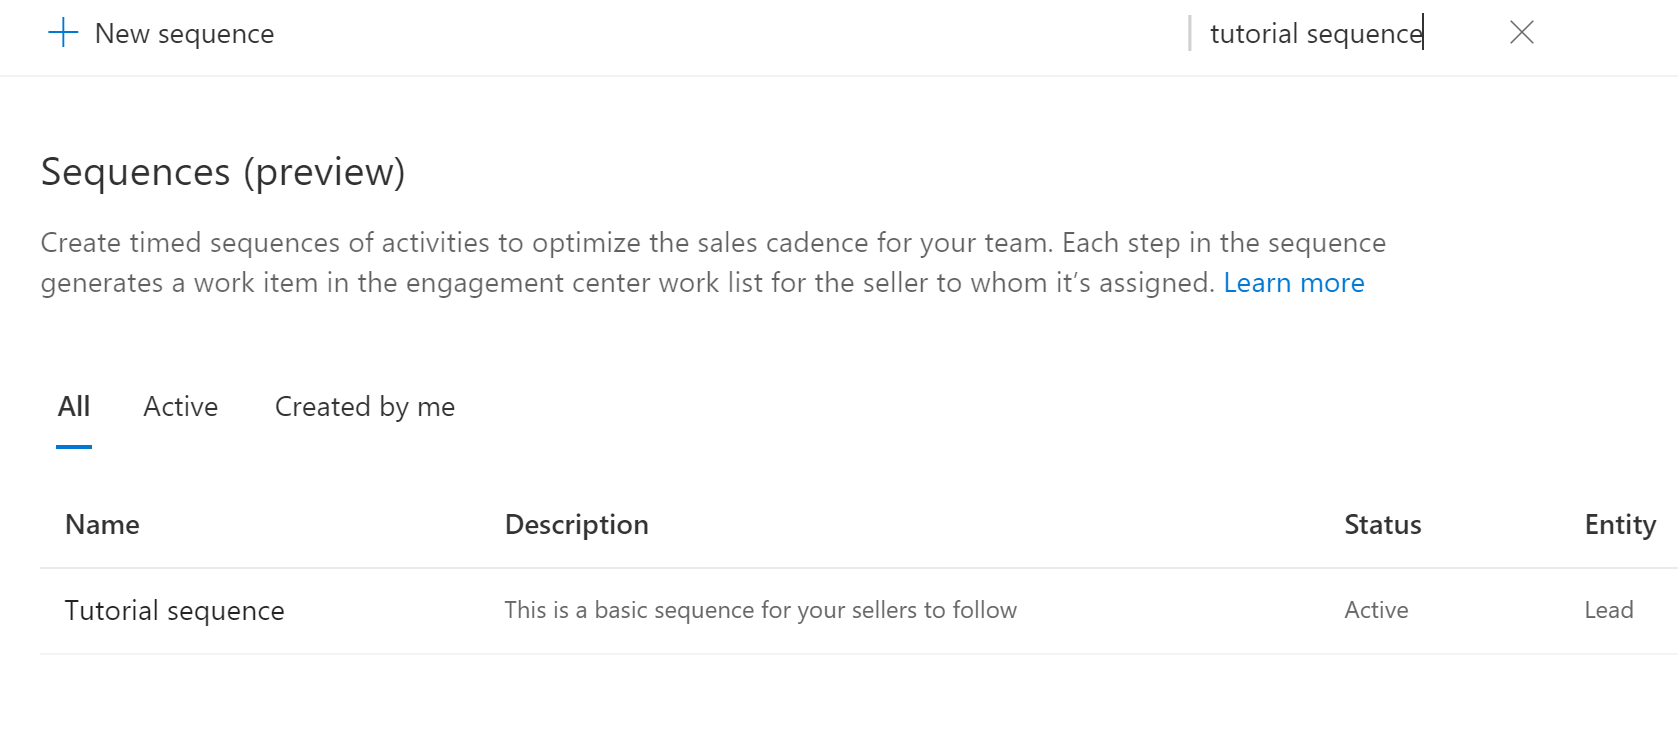 New sequence
tutorial sequence
Sequences (preview)
Create timed sequences of activities to optimize the sales cadence for your team. Each step in the sequence
generates a work item in the engagement center work list for the seller to whom it’s assigned. Learn more
All Active Created by me
Name Description Status Entity
Tutorial sequence This is a basic sequence for your sellers to follow Active Lead